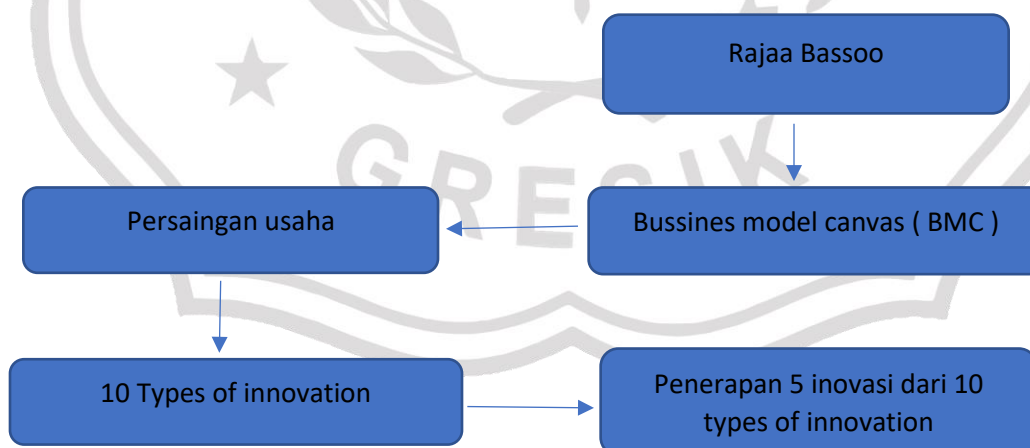 Rajaa Bassoo
GRESIK
Persaingan usaha
Bussines model canvas ( BMC )
10 Types of innovation
Penerapan 5 inovasi dari 10
types of innovation